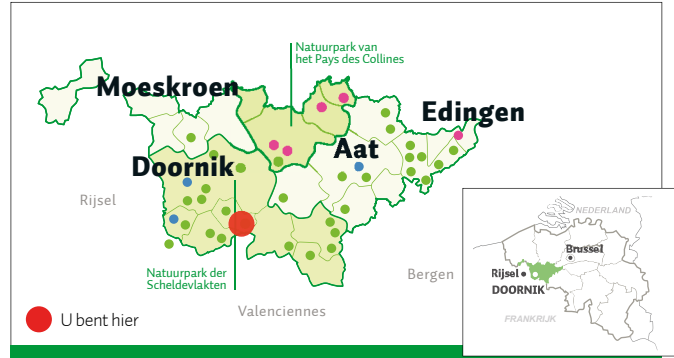 Natuurpark van
het Pays des Collines
Moeskroen
Edingen
Aat
Doornik
Rijsel
Natuurpark der
Scheldevlakten
Bergen
Valenciennes
U bent hier
NEDERLAND
Brussel
Rijsel
DOORNIK
FRANKRIJK